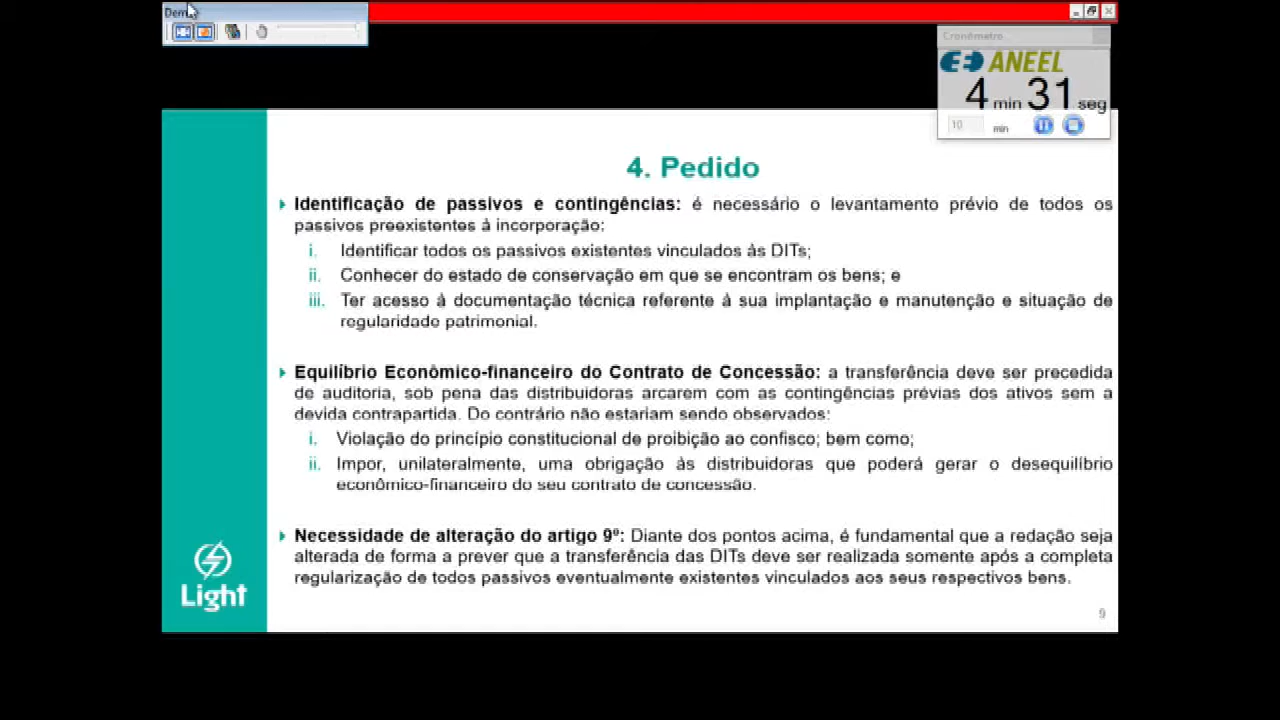 Dem
Cronômetro...
ANEEL
4 min 31 seg
10 min
4. Pedido
Identificação de passivos e contingências: é necessário o levantamento prévio de todos os
passivos preexistentes à incorporação:
i. Identificar todos os passivos existentes vinculados às DITs;
ii. Conhecer do estado de conservação em que se encontram os bens; e
iii. Ter acesso à documentação técnica referente à sua implantação e manutenção e situação de
regularidade patrimonial.
Equilíbrio Econômico-financeiro do Contrato de Concessão: a transferência deve ser precedida
de auditoria, sob pena das distribuidoras arcarem com as contingências prévias dos ativos sem a
devida contrapartida. Do contrário não estariam sendo observados:
i. Violação do princípio constitucional de proibição ao confisco; bem como;
ii. Impor, unilateralmente, uma obrigação às distribuidoras que poderá gerar o desequilíbrio
econômico-financeiro do seu contrato de concessão.
Necessidade de alteração do artigo 9º: Diante dos pontos acima, é fundamental que a redação seja
alterada de forma a prever que a transferência das DITs deve ser realizada somente após a completa
regularização de todos passivos eventualmente existentes vinculados aos seus respectivos bens.
Light
9